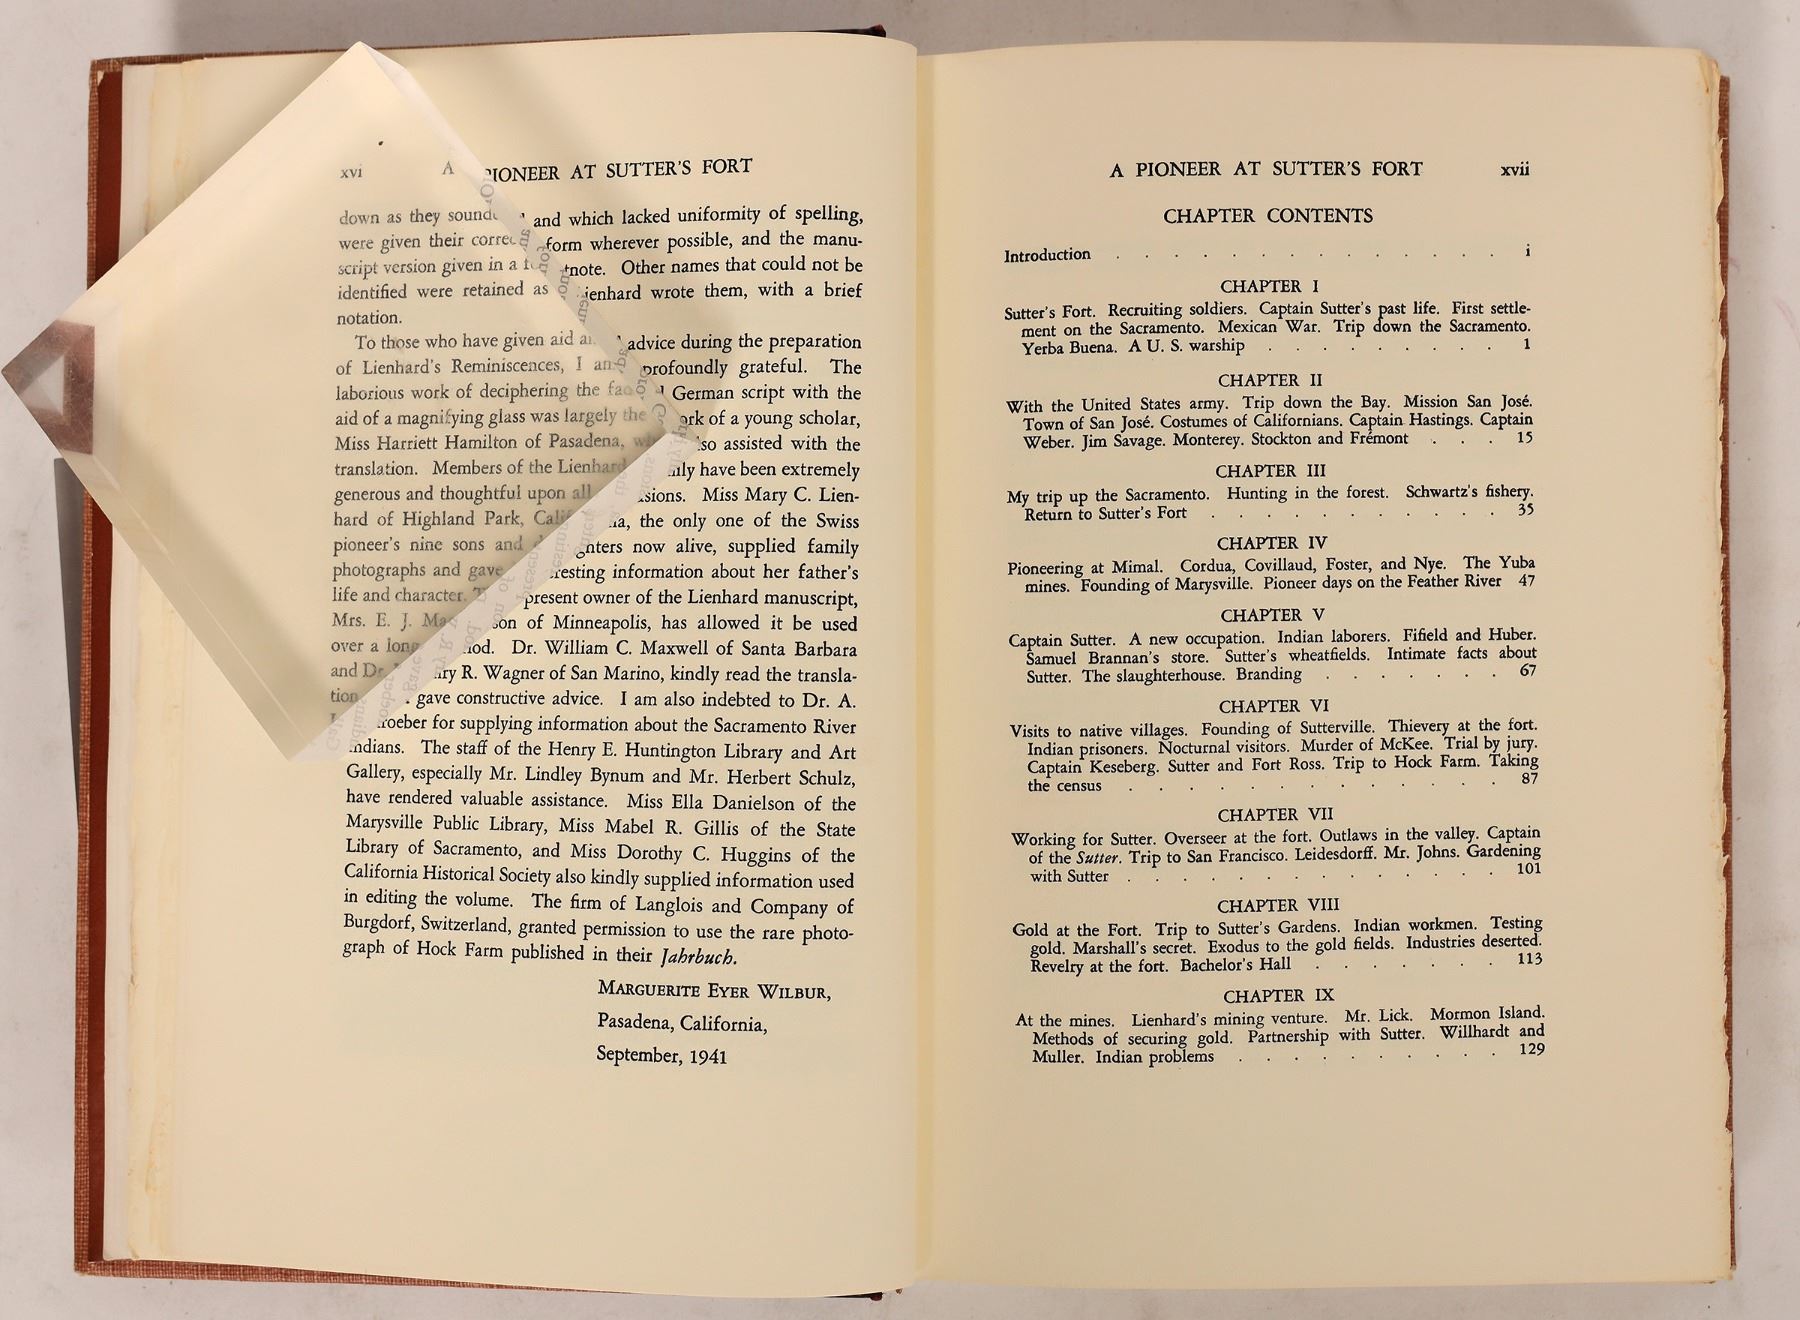 xvi A PIONEER AT SUTTER'S FORT
down as they sounded and which lacked uniformity of spelling,
were given their correct form wherever possible, and the manu-
script version given in a footnote. Other names that could not be
identified were retained as Lienhard wrote them, with a brief
notation.
To those who have given aid and advice during the preparation
of Lienhard's Reminiscences, I am profoundly grateful. The
laborious work of deciphering the faded German script with the
aid of a magnifying glass was largely the work of a young scholar,
Miss Harriett Hamilton of Pasadena, who also assisted with the
translation. Members of the Lienhard family have been extremely
generous and thoughtful upon all occasions. Miss Mary C. Lien-
hard of Highland Park, California, the only one of the Swiss
pioneer's nine sons and daughters now alive, supplied family
photographs and gave interesting information about her father's
life and character. The present owner of the Lienhard manuscript,
Mrs. E. J. son of Minneapolis, has allowed it be used
over a long period. Dr. William C. Maxwell of Santa Barbara
and Dr. Henry R. Wagner of San Marino, kindly read the transla-
tion and gave constructive advice. I am also indebted to Dr. A.
Kroeber for supplying information about the Sacramento River
Indians. The staff of the Henry E. Huntington Library and Art
Gallery, especially Mr. Lindley Bynum and Mr. Herbert Schulz,
have rendered valuable assistance. Miss Ella Danielson of the
Marysville Public Library, Miss Mabel R. Gillis of the State
Library of Sacramento, and Miss Dorothy C. Huggins of the
California Historical Society also kindly supplied information used
in editing the volume. The firm of Langlois and Company of
Burgdorf, Switzerland, granted permission to use the rare photo-
graph of Hock Farm published in their Jahrbuch.
MARGUERITE EYER WILBUR,
Pasadena, California,
September, 1941
A PIONEER AT SUTTER'S FORT xvii
CHAPTER CONTENTS
Introduction . . . . . . . . . . . . . . i
CHAPTER I
Sutter's Fort. Recruiting soldiers. Captain Sutter's past life. First settle-
ment on the Sacramento. Mexican War. Trip down the Sacramento.
Yerba Buena. A U. S. warship . . . . . . . . . 1
CHAPTER II
With the United States army. Trip down the Bay. Mission San José.
Town of San José. Costumes of Californians. Captain Hastings. Captain
Weber. Jim Savage. Monterey. Stockton and Frémont . . . 15
CHAPTER III
My trip up the Sacramento. Hunting in the forest. Schwartz's fishery.
Return to Sutter's Fort . . . . . . . . . . . 35
CHAPTER IV
Pioneering at Mimal. Cordua, Covillaud, Foster, and Nye. The Yuba
mines. Founding of Marysville. Pioneer days on the Feather River 47
CHAPTER V
Captain Sutter. A new occupation. Indian laborers. Fifield and Huber.
Samuel Brannan's store. Sutter's wheatfields. Intimate facts about
Sutter. The slaughterhouse. Branding . . . . . . . 67
CHAPTER VI
Visits to native villages. Founding of Sutterville. Thievery at the fort.
Indian prisoners. Nocturnal visitors. Murder of McKee. Trial by jury.
Captain Keseberg. Sutter and Fort Ross. Trip to Hock Farm. Taking
the census . . . . . . . . . . . . . 87
CHAPTER VII
Working for Sutter. Overseer at the fort. Outlaws in the valley. Captain
of the Sutter. Trip to San Francisco. Leidesdorff. Mr. Johns. Gardening
with Sutter . . . . . . . . . . . . . . 101
CHAPTER VIII
Gold at the Fort. Trip to Sutter's Gardens. Indian workmen. Testing
gold. Marshall's secret. Exodus to the gold fields. Industries deserted.
Revelry at the fort. Bachelor's Hall . . . . . . . 113
CHAPTER IX
At the mines. Lienhard's mining venture. Mr. Lick. Mormon Island.
Methods of securing gold. Partnership with Sutter. Willhardt and
Muller. Indian problems . . . . . . . . . . 129